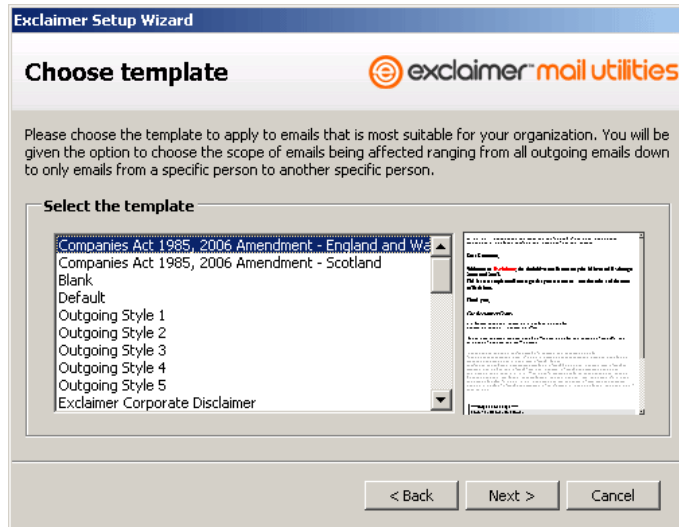 Exclaimer Setup Wizard
Choose template
exclaimer mail utilities
Please choose the template to apply to emails that is most suitable for your organization. You will be
given the option to choose the scope of emails being affected ranging from all outgoing emails down
to only emails from a specific person to another specific person.
Select the template
Companies Act 1985, 2006 Amendment - England and Wa
Companies Act 1985, 2006 Amendment - Scotland
Blank
Default
Outgoing Style 1
Outgoing Style 2
Outgoing Style 3
Outgoing Style 4
Outgoing Style 5
Exclaimer Corporate Disclaimer
< Back Next > Cancel